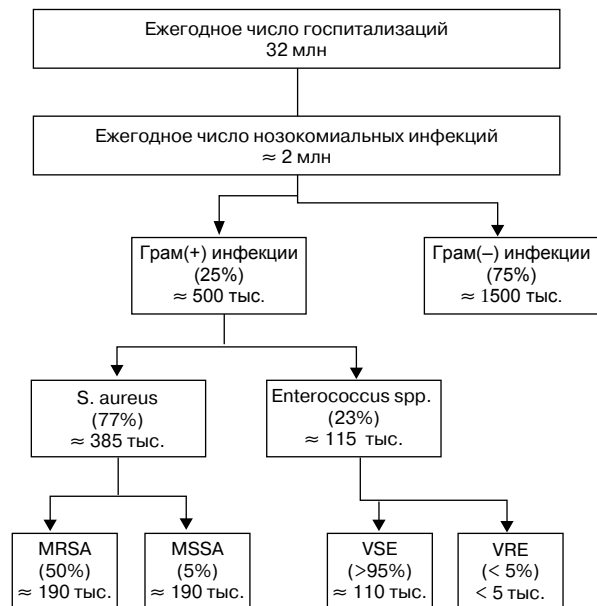 Ежегодное число госпитализаций
32 млн
Ежегодное число нозокомиальных инфекций
≈ 2 млн
Грам(+) инфекции
(25%)
≈ 500 тыс.
Грам(–) инфекции
(75%)
≈ 1500 тыс.
S. aureus
(77%)
≈ 385 тыс.
Enterococcus spp.
(23%)
≈ 115 тыс.
MRSA
(50%)
≈ 190 тыс.
MSSA
(5%)
≈ 190 тыс.
VSE
(>95%)
≈ 110 тыс.
VRE
(< 5%)
< 5 тыс.